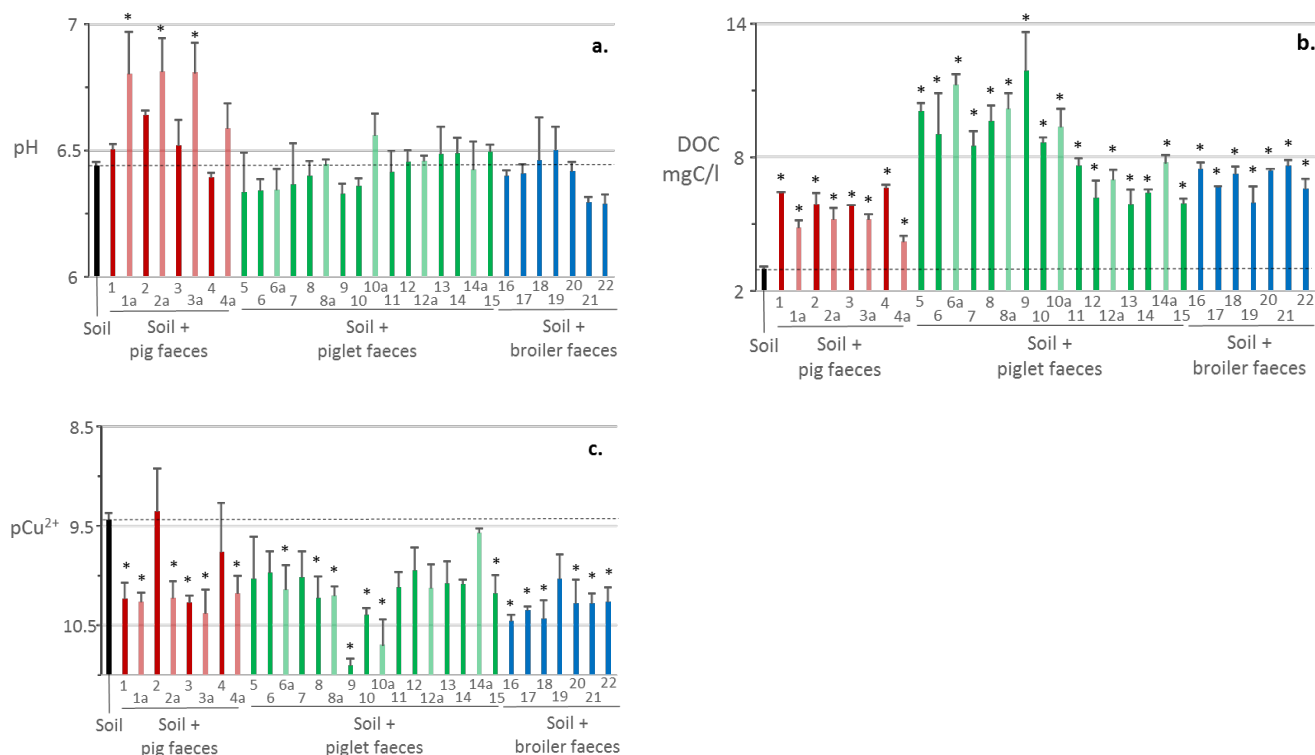 7
* * *
a.
pH
6.5
6
1 2 3 4 5 6a 8 9 10a 12 13 14a 16 18 20 22
1a 2a 3a 4a 6 7 8a 10 11 12a 14 15 17 19 21
Soil
Soil +
pig faeces
Soil +
piglet faeces
Soil +
broiler faeces
14
b.
* * * * * * * * * * * * * * * * * * * * * * * * * * * * * * *
DOC
mgC/l
8
2
1 2 3 4 5 6a 8 9 10a 12 13 14a 16 18 20 22
1a 2a 3a 4a 6 7 8a 10 11 12a 14 15 17 19 21
Soil
Soil +
pig faeces
Soil +
piglet faeces
Soil +
broiler faeces
8.5
c.
pCu²⁺
9.5
* * * * * * * * * * * * * * * * * * *
10.5
1 2 3 4 5 6a 8 9 10a 12 13 14a 16 18 20 22
1a 2a 3a 4a 6 7 8a 10 11 12a 14 15 17 19 21
Soil
Soil +
pig faeces
Soil +
piglet faeces
Soil +
broiler faeces